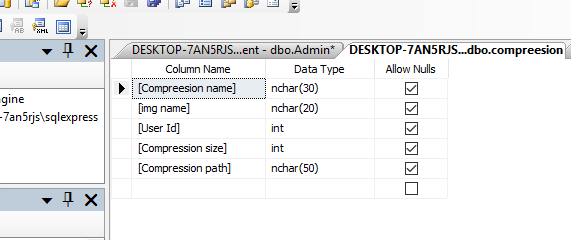 DESKTOP-7AN5RJS...ent - dbo.Admin* DESKTOP-7AN5RJS...dbo.compreesion
Column Name Data Type Allow Nulls
[Compreesion name] nchar(30)
[img name] nchar(20)
[User Id] int
[Compression size] int
[Compression path] nchar(50)
ngine
-7an5rjs\sqlexpress